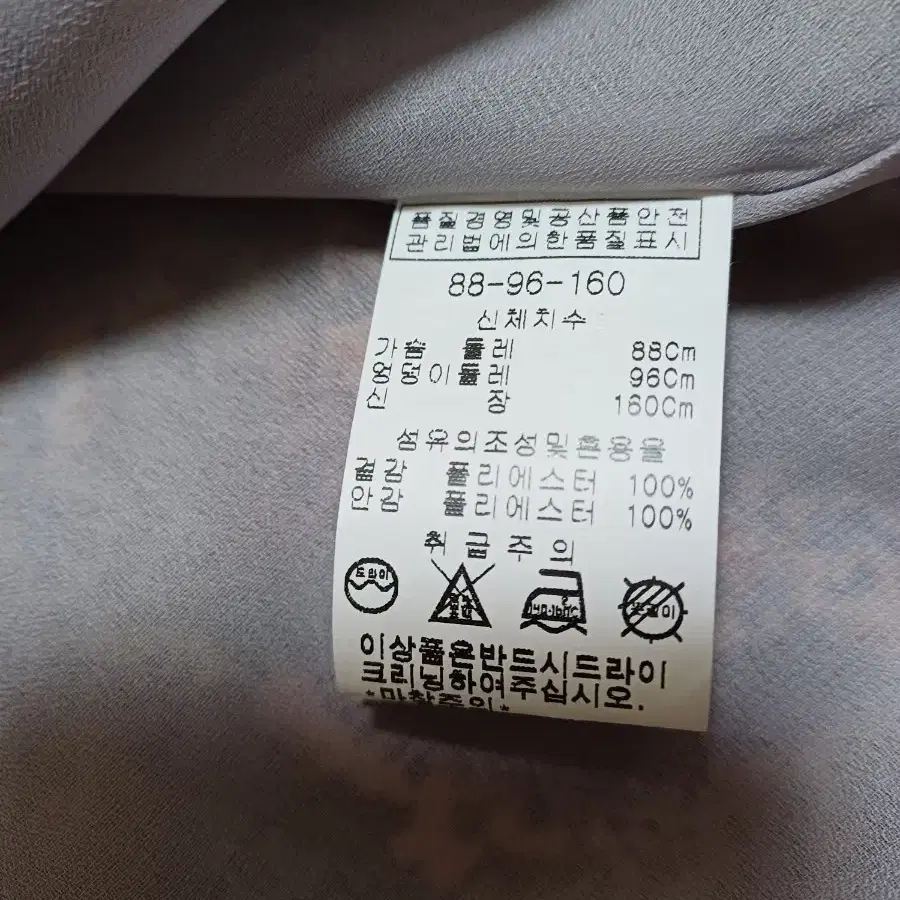 품질경영및공산품안전
관리법에의한품질표시
88-96-160
신체치수
가슴 둘레 88Cm
엉덩이둘레 96Cm
신 장 160Cm
섬유의조성및혼용율
겉감 폴리에스터 100%
안감 폴리에스터 100%
취급주의
드라이
이상품은반드시드라이
크리닝하여주십시오.
*마찰주의*